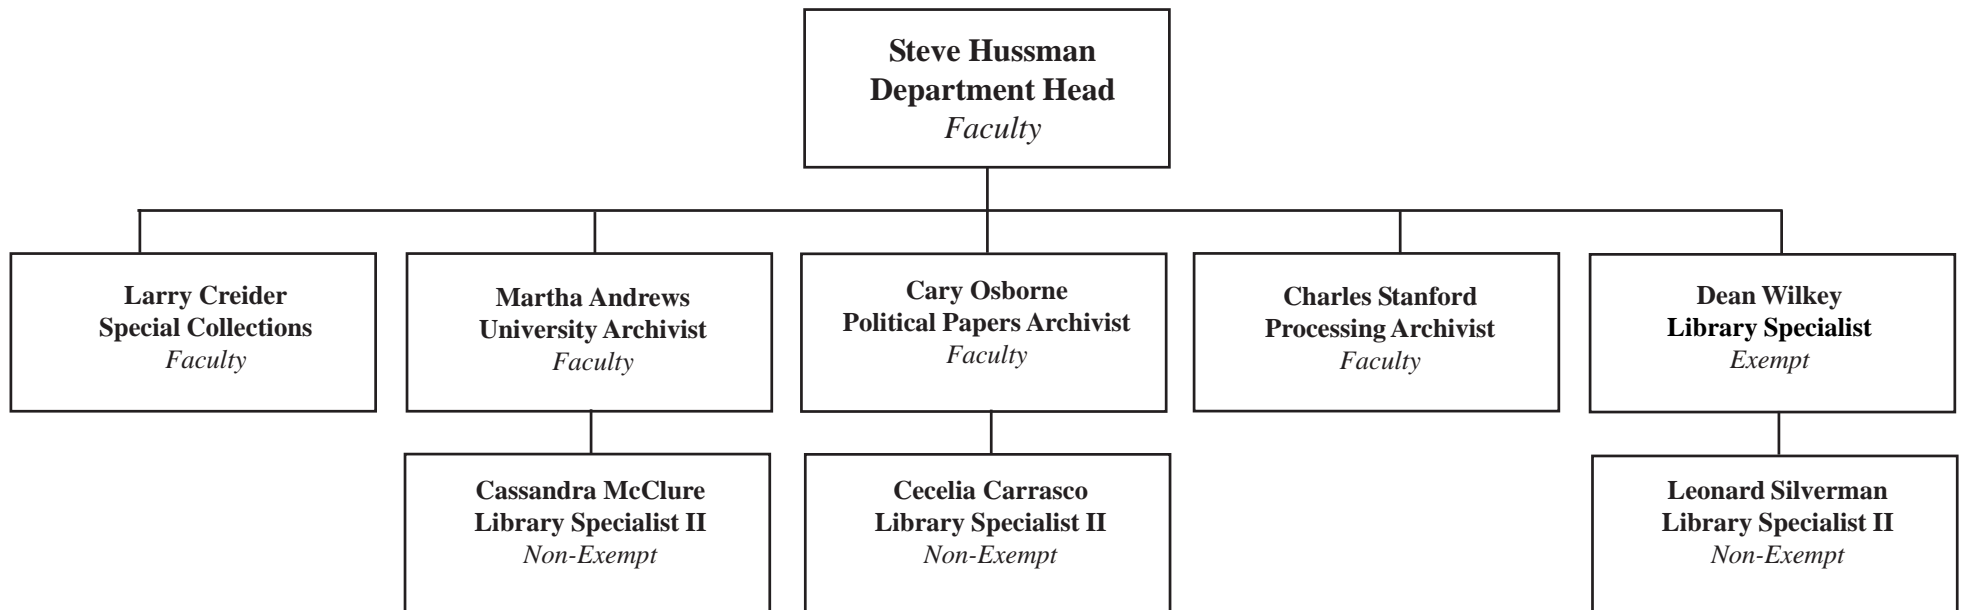 Steve Hussman
Department Head
Faculty
Larry Creider
Special Collections
Faculty
Martha Andrews
University Archivist
Faculty
Cary Osborne
Political Papers Archivist
Faculty
Charles Stanford
Processing Archivist
Faculty
Dean Wilkey
Library Specialist
Exempt
Cassandra McClure
Library Specialist II
Non-Exempt
Cecelia Carrasco
Library Specialist II
Non-Exempt
Leonard Silverman
Library Specialist II
Non-Exempt